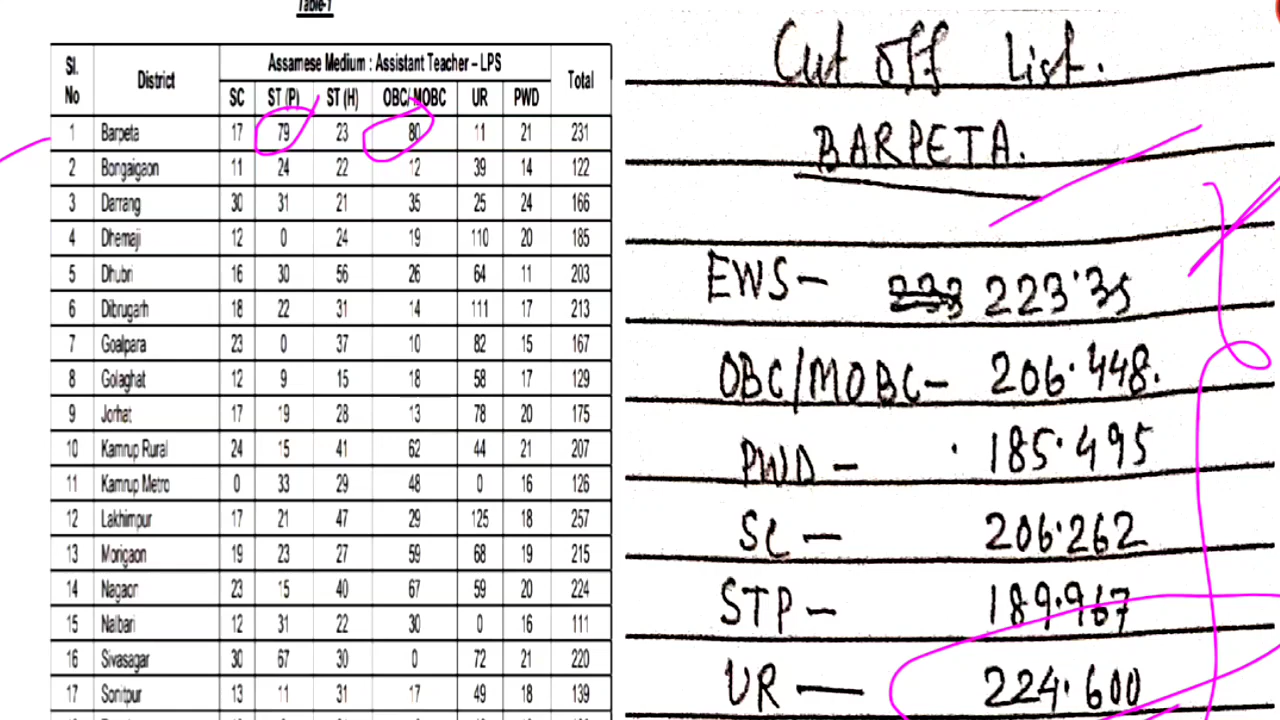 Table-1
Sl. No District Assamese Medium : Assistant Teacher – LPS Total
SC ST (P) ST (H) OBC/MOBC UR PWD
1 Barpeta 17 79 23 80 11 21 231
2 Bongaigaon 11 24 22 12 39 14 122
3 Darrang 30 31 21 35 25 24 166
4 Dhemaji 12 0 24 19 110 20 185
5 Dhubri 16 30 56 26 64 11 203
6 Dibrugarh 18 22 31 14 111 17 213
7 Goalpara 23 0 37 10 82 15 167
8 Golaghat 12 9 15 18 58 17 129
9 Jorhat 17 19 28 13 78 20 175
10 Kamrup Rural 24 15 41 62 44 21 207
11 Kamrup Metro 0 33 29 48 0 16 126
12 Lakhimpur 17 21 47 29 125 18 257
13 Morigaon 19 23 27 59 68 19 215
14 Nagaon 23 15 40 67 59 20 224
15 Nalbari 12 31 22 30 0 16 111
16 Sivasagar 30 67 30 0 72 21 220
17 Sonitpur 13 11 31 17 49 18 139
Cut off List.
BARPETA.
EWS – 223.35
OBC/MOBC – 206.448.
PWD – 185.495
SC – 206.262
STP – 189.967
UR — 224.600